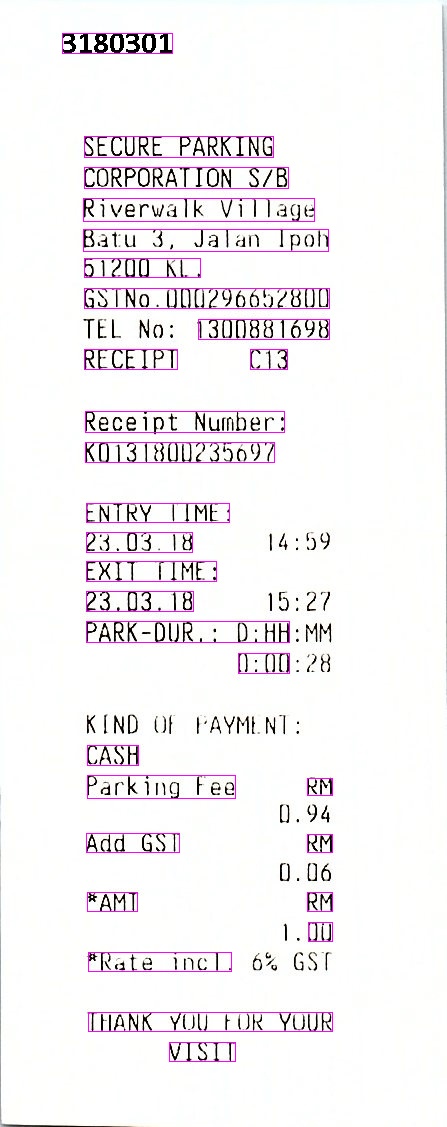 3180301
SECURE PARKING
CORPORATION S/B
Riverwalk Village
Batu 3, Jalan Ipoh
51200 KL.
GSTNo.000296652800
TEL No: 1300881698
RECEIPT C13
Receipt Number:
K0131800235697
ENTRY TIME:
23.03.18 14:59
EXIT TIME:
23.03.18 15:27
PARK-DUR.: D:HH:MM
0:00:28
KIND OF PAYMENT:
CASH
Parking Fee RM
0.94
Add GST RM
0.06
*AMT RM
1.00
*Rate incl. 6% GST
THANK YOU FOR YOUR
VISIT